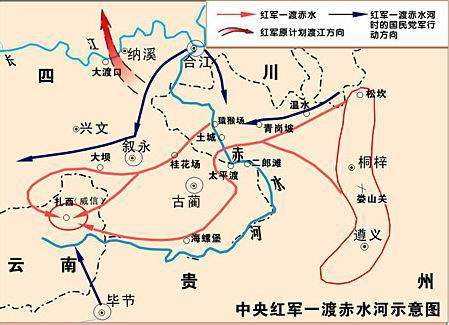 红军一渡赤水
红军一渡赤水河时的国民党军行动方向
红军原计划渡江方向
长
江
纳溪
大渡口
合江
四
川
兴文
叙永
大坝
猿猴场
土城
青岗坡
温水
松坎
赤
水
河
二郎滩
太平渡
桂花场
古蔺
桐梓
娄山关
遵义
扎西(威信)
海螺堡
云
南
贵
州
毕节
中央红军一渡赤水河示意图